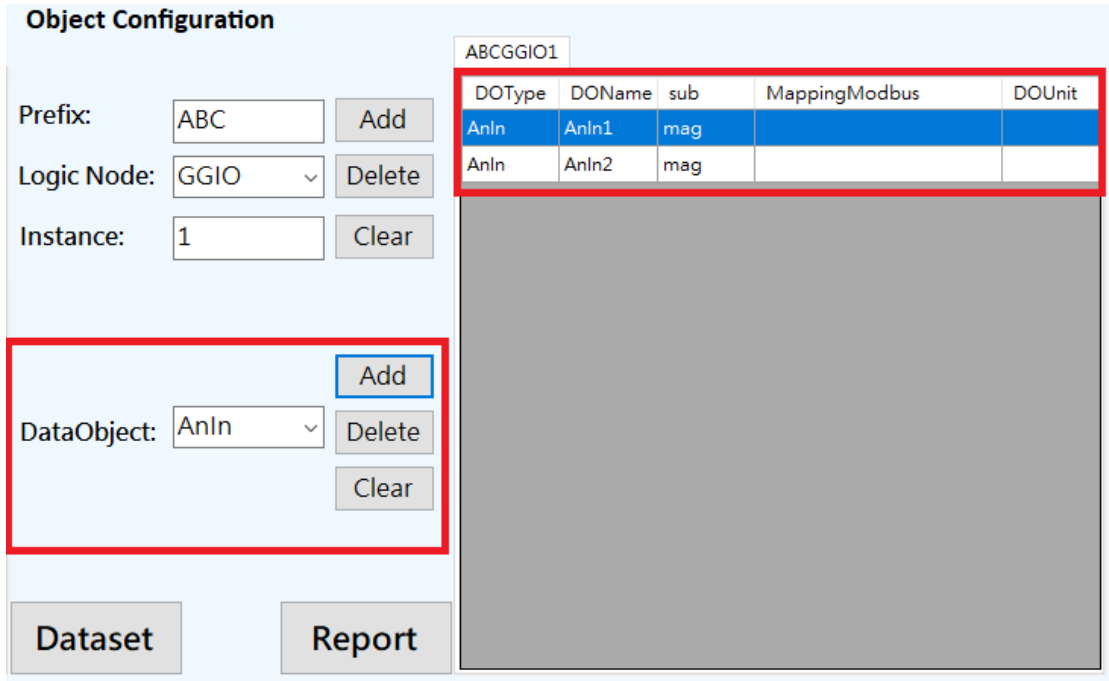 Object Configuration
ABCGGIO1
Prefix: ABC Add
Logic Node: GGIO Delete
Instance: 1 Clear
DOType DOName sub MappingModbus DOUnit
AnIn AnIn1 mag
AnIn AnIn2 mag
Add
DataObject: AnIn Delete
Clear
Dataset Report